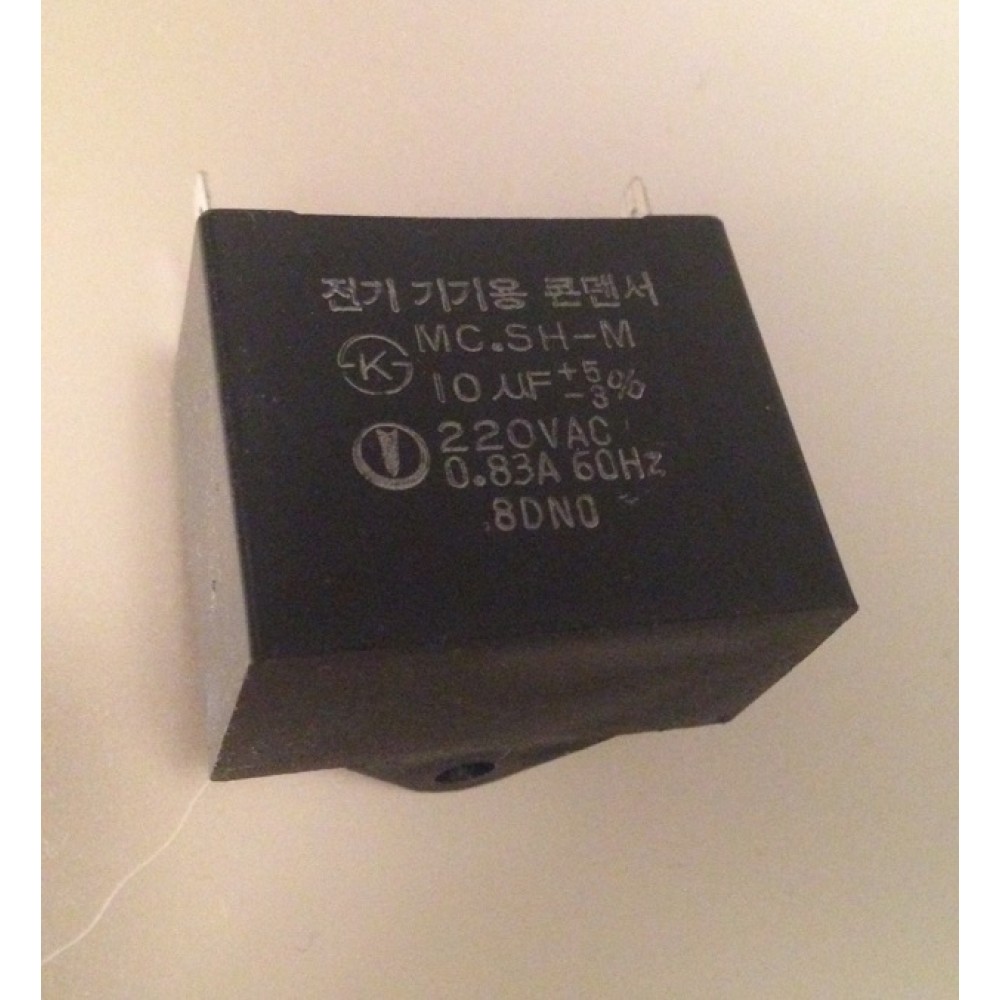 전기 기기용 콘덴서
K MC.SH-M
10 μF +5 -3 %
220VAC
0.83A 60Hz
8DN0